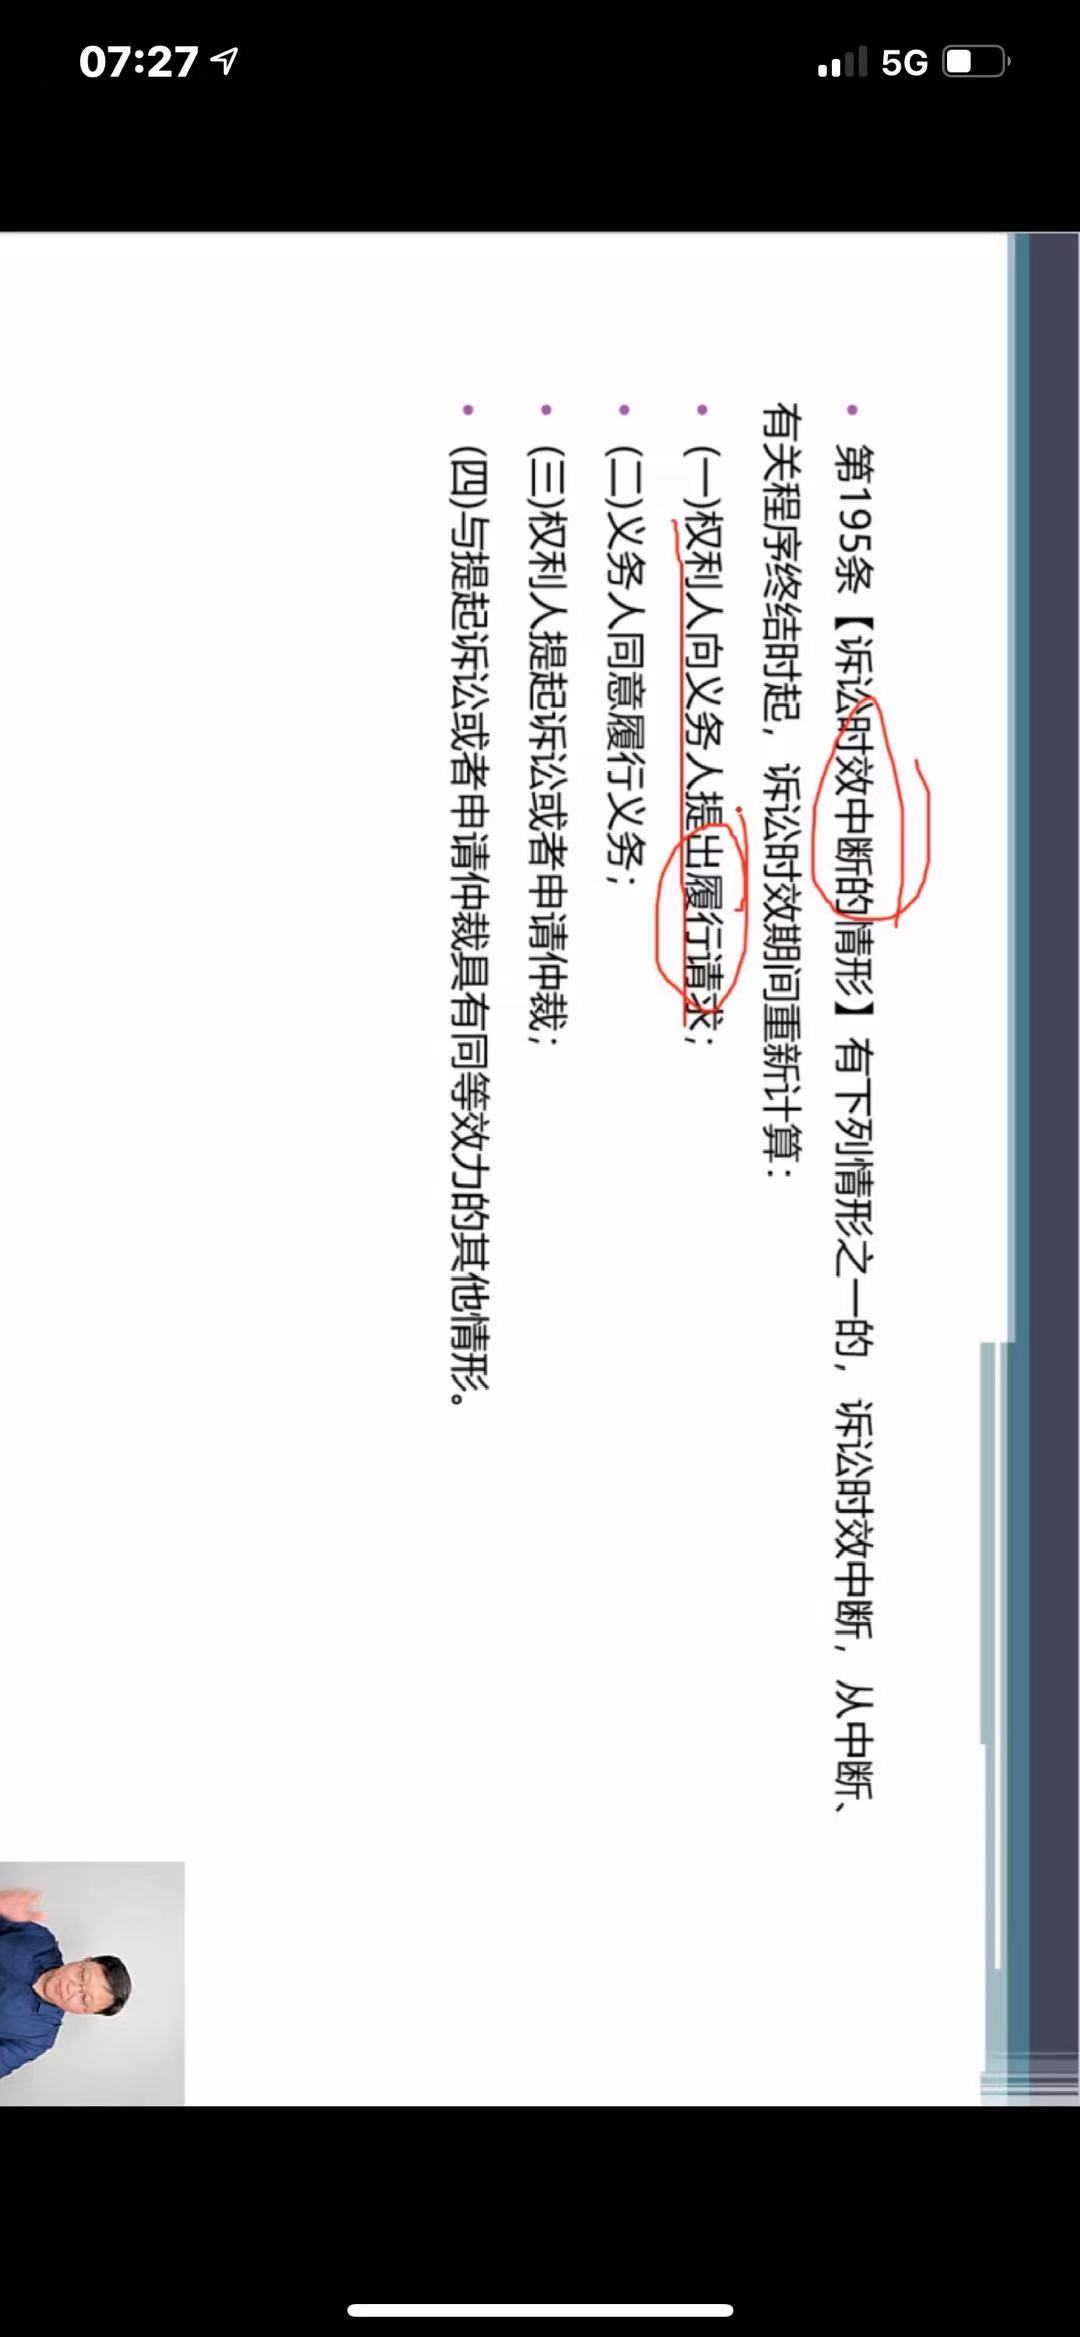 07:27
5G
• 第195条【诉讼时效中断的情形】有下列情形之一的，诉讼时效中断，从中断、
有关程序终结时起，诉讼时效期间重新计算：
• (一)权利人向义务人提出履行请求；
• (二)义务人同意履行义务；
• (三)权利人提起诉讼或者申请仲裁；
• (四)与提起诉讼或者申请仲裁具有同等效力的其他情形。